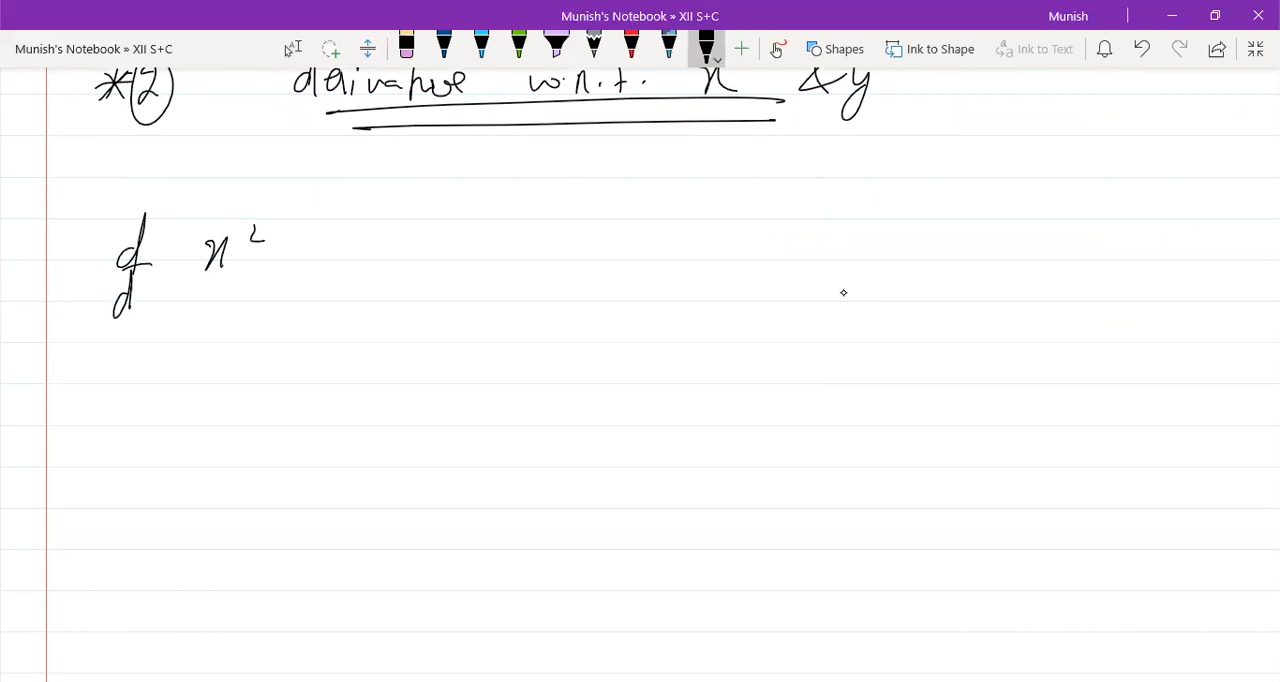 Munish's Notebook » XII S+C
Munish
Munish's Notebook » XII S+C
Shapes
Ink to Shape
Ink to Text
*(2) derivative w.r.t. x & y
d x²
d